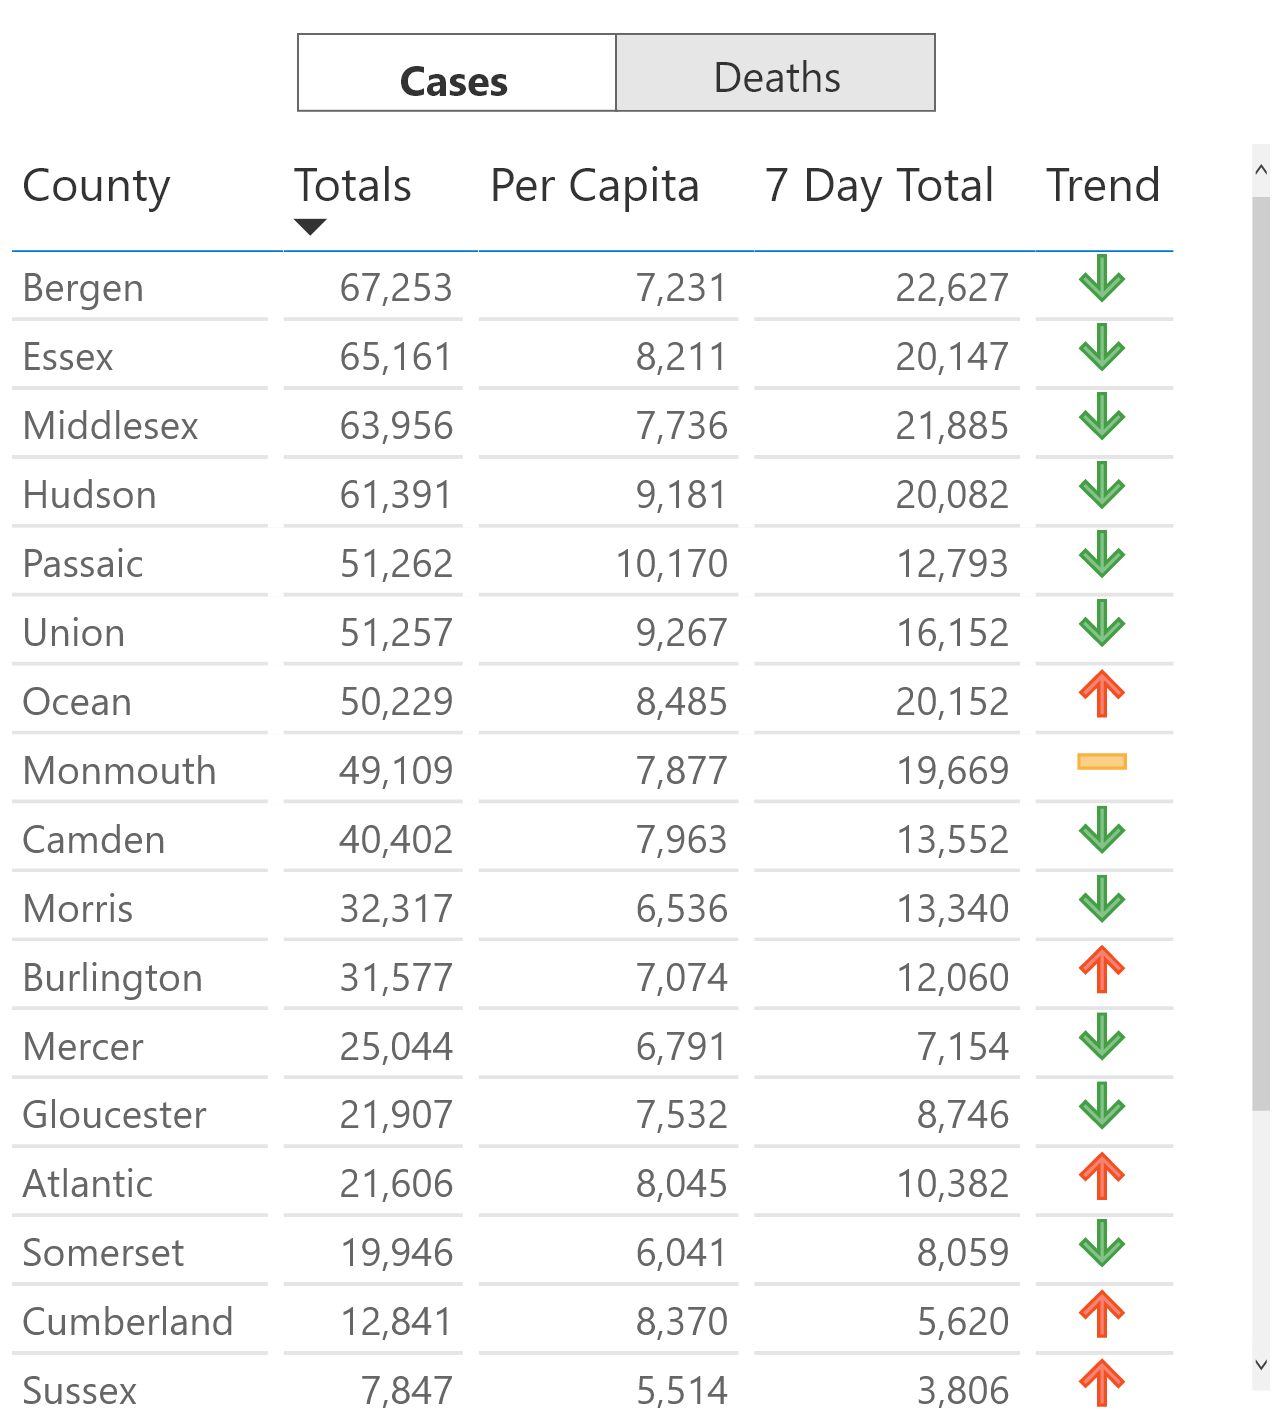 Cases Deaths
County Totals Per Capita 7 Day Total Trend
Bergen 67,253 7,231 22,627
Essex 65,161 8,211 20,147
Middlesex 63,956 7,736 21,885
Hudson 61,391 9,181 20,082
Passaic 51,262 10,170 12,793
Union 51,257 9,267 16,152
Ocean 50,229 8,485 20,152
Monmouth 49,109 7,877 19,669
Camden 40,402 7,963 13,552
Morris 32,317 6,536 13,340
Burlington 31,577 7,074 12,060
Mercer 25,044 6,791 7,154
Gloucester 21,907 7,532 8,746
Atlantic 21,606 8,045 10,382
Somerset 19,946 6,041 8,059
Cumberland 12,841 8,370 5,620
Sussex 7,847 5,514 3,806